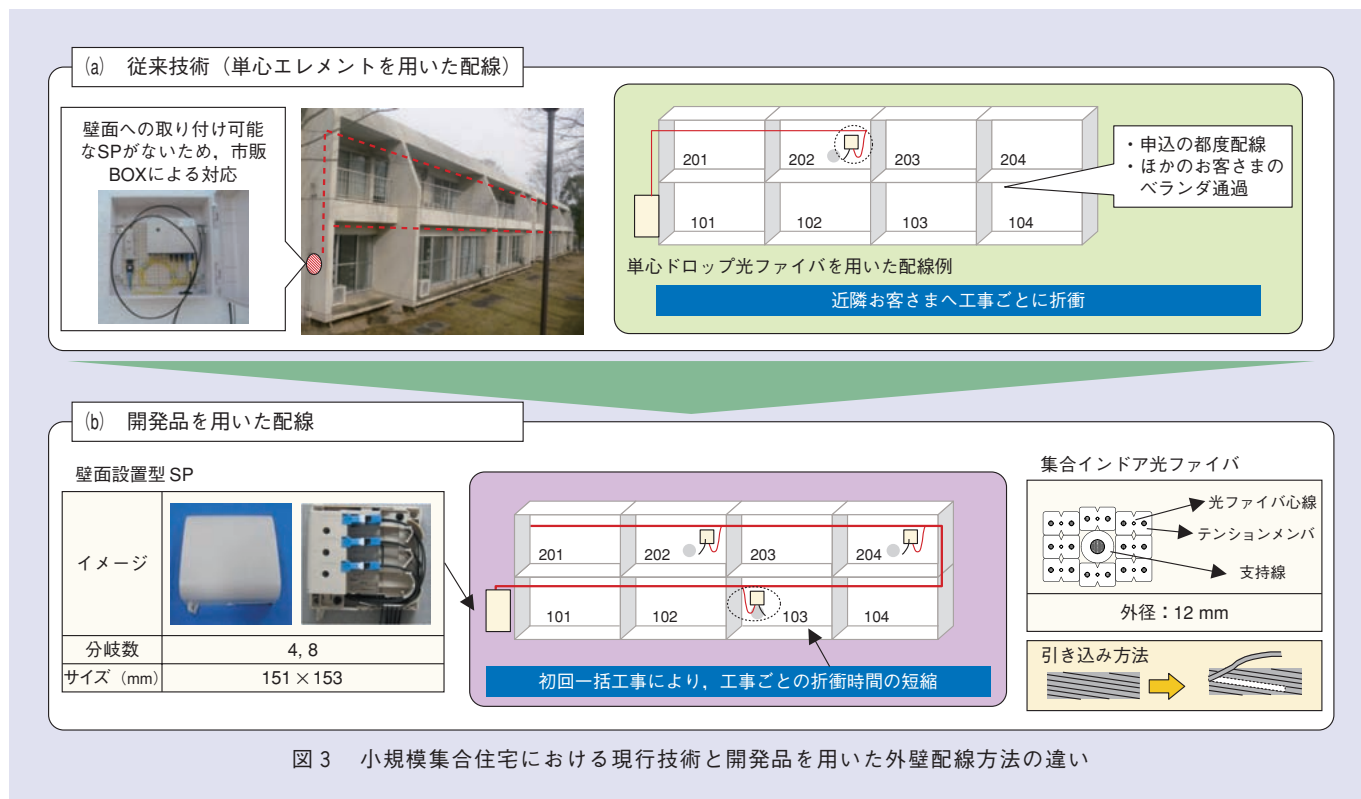 (a) 従来技術（単心エレメントを用いた配線）
壁面への取り付け可能
なSPがないため，市販
BOXによる対応
201
202
203
204
101
102
103
104
・申込の都度配線
・ほかのお客さまの
ベランダ通過
単心ドロップ光ファイバを用いた配線例
近隣お客さまへ工事ごとに折衝
(b) 開発品を用いた配線
壁面設置型SP
イメージ
分岐数
4, 8
サイズ（mm）
151×153
201
202
203
204
101
102
103
104
初回一括工事により，工事ごとの折衝時間の短縮
集合インドア光ファイバ
光ファイバ心線
テンションメンバ
支持線
外径：12 mm
引き込み方法
図3 小規模集合住宅における現行技術と開発品を用いた外壁配線方法の違い